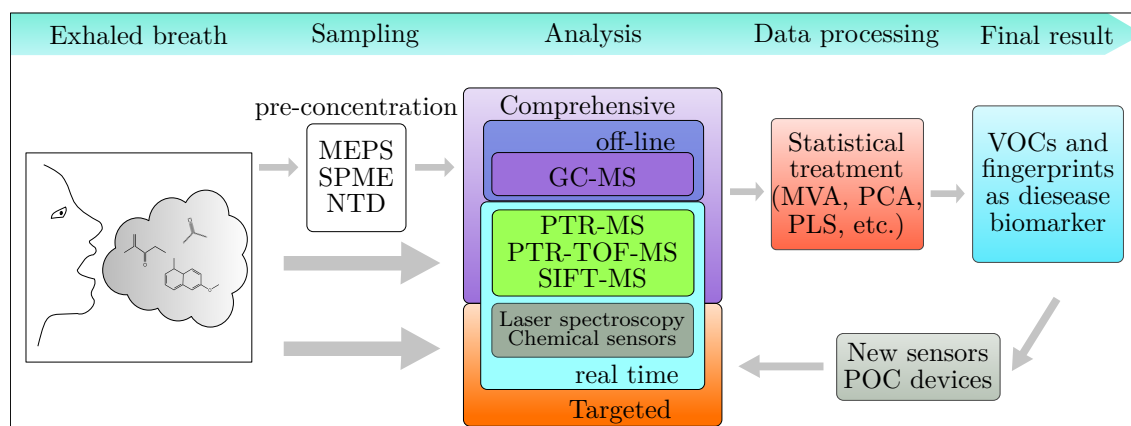 Exhaled breath
Sampling
Analysis
Data processing
Final result
pre-concentration
MEPS
SPME
NTD
Comprehensive
off-line
GC-MS
PTR-MS
PTR-TOF-MS
SIFT-MS
Laser spectroscopy
Chemical sensors
real time
Targeted
Statistical
treatment
(MVA, PCA,
PLS, etc.)
VOCs and
fingerprints
as diesease
biomarker
New sensors
POC devices
O
O
O